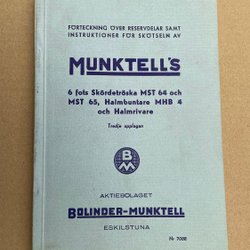 FÖRTECKNING ÖVER RESERVDELAR SAMT
INSTRUKTIONER FÖR SKÖTSELN AV
MUNKTELL'S
6 fots Skördetröska MST 64 och
MST 65, Halmbuntare MHB 4
och Halmrivare
Tredje upplagan
BM
AKTIEBOLAGET
BOLINDER-MUNKTELL
ESKILSTUNA